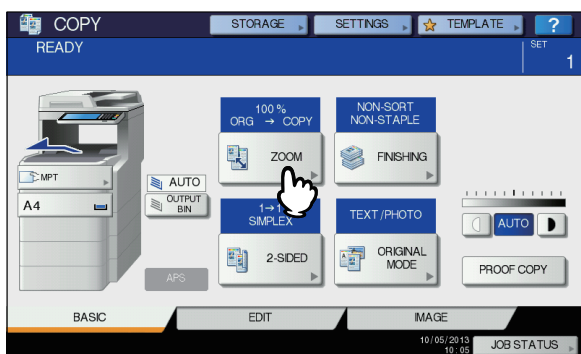 COPY
STORAGE
SETTINGS
TEMPLATE
?
READY
SET
1
100 %
ORG → COPY
NON-SORT
NON-STAPLE
ZOOM
FINISHING
MPT
AUTO
A4
OUTPUT
BIN
1→1
SIMPLEX
TEXT/PHOTO
AUTO
2-SIDED
ORIGINAL
MODE
APS
PROOF COPY
BASIC
EDIT
IMAGE
10/05/2013
10:05
JOB STATUS